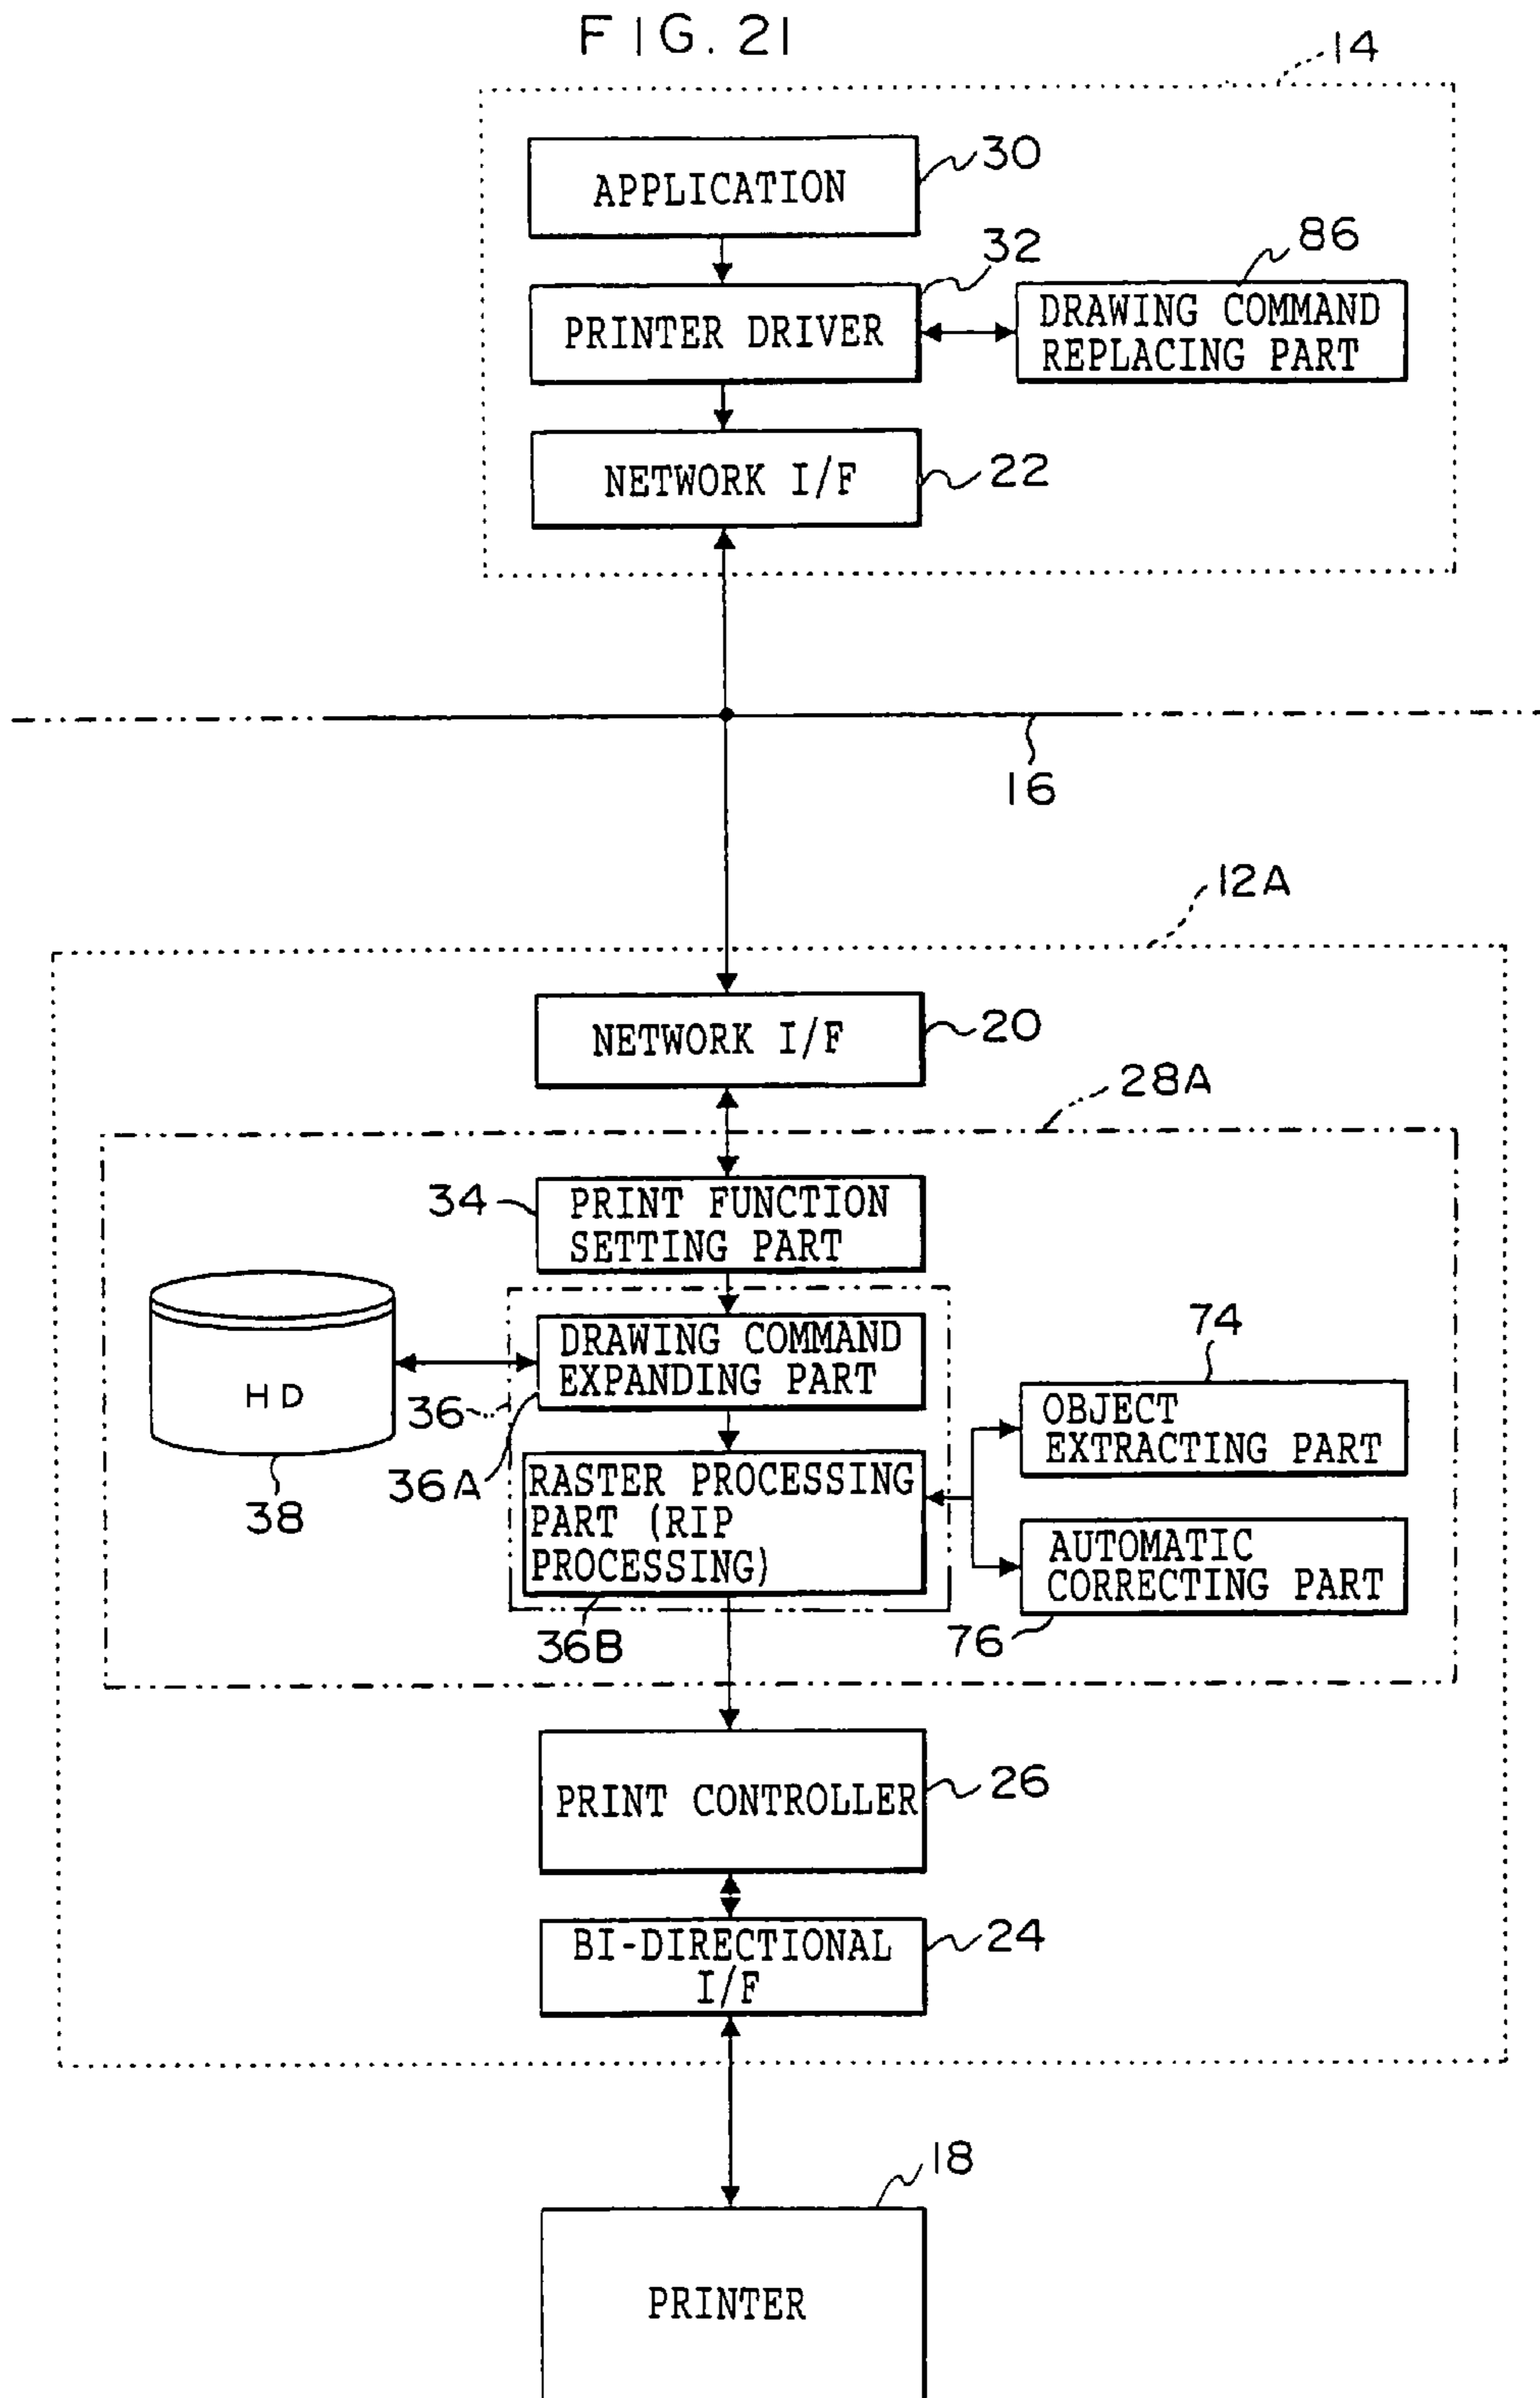 FIG. 21
14
APPLICATION
30
32
86
PRINTER DRIVER
DRAWING COMMAND
REPLACING PART
NETWORK I/F
22
16
12A
NETWORK I/F
20
28A
34
PRINT FUNCTION
SETTING PART
HD
38
36
DRAWING COMMAND
EXPANDING PART
36A
74
OBJECT
EXTRACTING PART
RASTER PROCESSING
PART (RIP
PROCESSING)
36B
AUTOMATIC
CORRECTING PART
76
PRINT CONTROLLER
26
BI-DIRECTIONAL
I/F
24
18
PRINTER